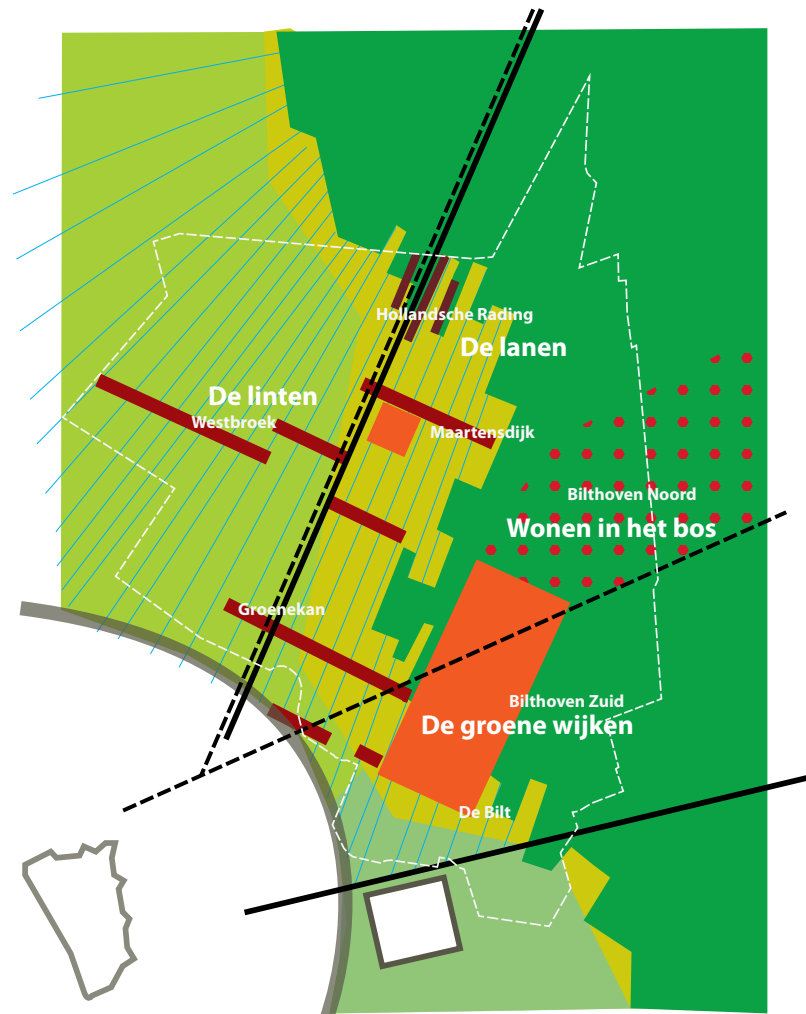 Hollandsche Rading
De lanen
De linten
Westbroek
Maartensdijk
Bilthoven Noord
Wonen in het bos
Groenekan
Bilthoven Zuid
De groene wijken
De Bilt